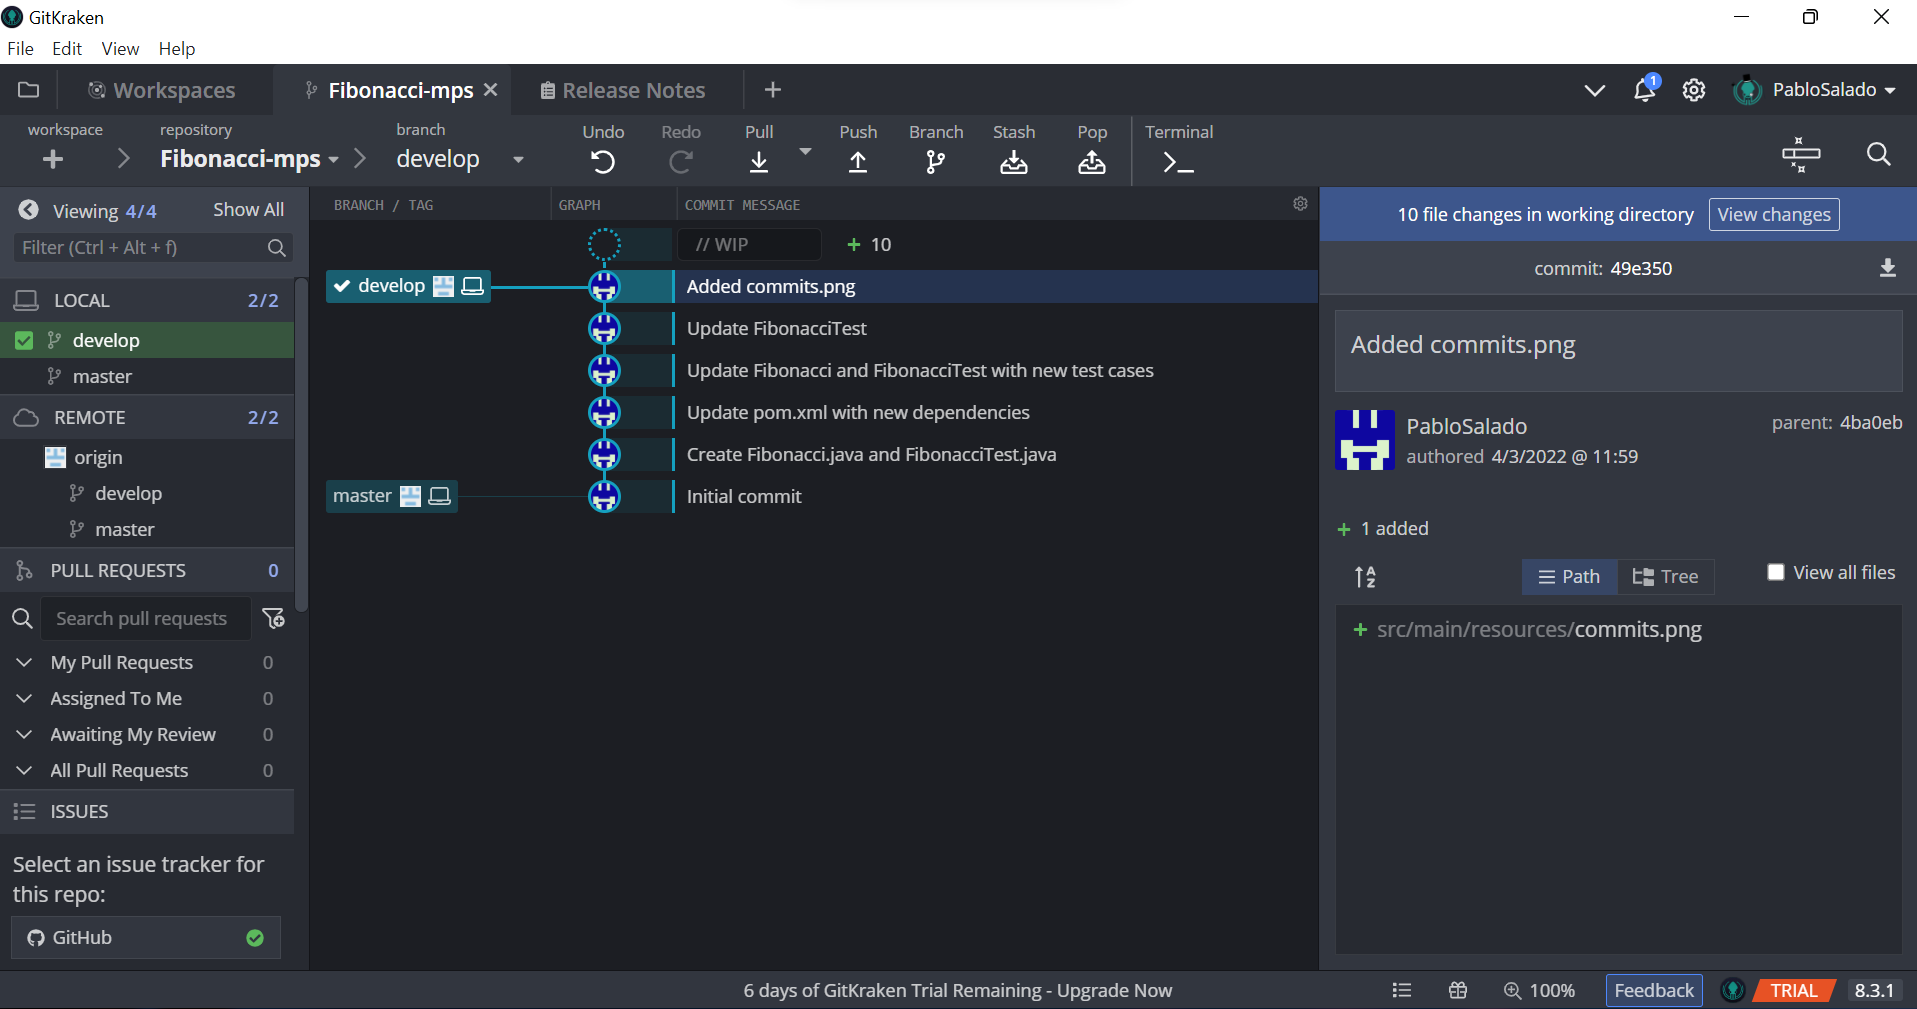 GitKraken
File Edit View Help
Workspaces Fibonacci-mps Release Notes
1
PabloSalado
workspace
repository
Fibonacci-mps
branch
develop
Undo Redo Pull Push Branch Stash Pop Terminal
Viewing 4/4 Show All
Filter (Ctrl + Alt + f)
LOCAL 2/2
develop
master
REMOTE 2/2
origin
develop
master
PULL REQUESTS 0
Search pull requests
My Pull Requests 0
Assigned To Me 0
Awaiting My Review 0
All Pull Requests 0
ISSUES
Select an issue tracker for
this repo:
GitHub
BRANCH / TAG GRAPH COMMIT MESSAGE
// WIP + 10
develop Added commits.png
Update FibonacciTest
Update Fibonacci and FibonacciTest with new test cases
Update pom.xml with new dependencies
Create Fibonacci.java and FibonacciTest.java
master Initial commit
10 file changes in working directory View changes
commit: 49e350
Added commits.png
PabloSalado
parent: 4ba0eb
authored 4/3/2022 @ 11:59
+ 1 added
A
Z
Path Tree View all files
+ src/main/resources/commits.png
6 days of GitKraken Trial Remaining - Upgrade Now
100% Feedback TRIAL 8.3.1